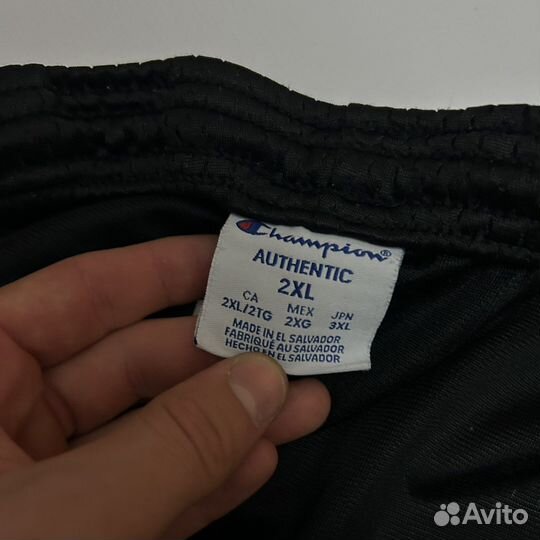 Champion®
AUTHENTIC
2XL
CA MEX JPN
2XL/2TG 2XG 3XL
MADE IN EL SALVADOR
FABRIQUÉ AU SALVADOR
HECHO EN EL SALVADOR
Avito